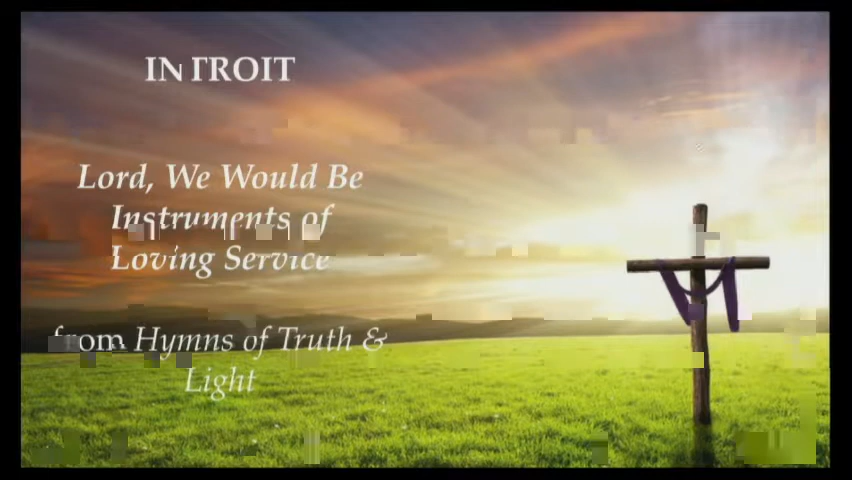 INTROIT
Lord, We Would Be
Instruments of
Loving Service
from Hymns of Truth &
Light